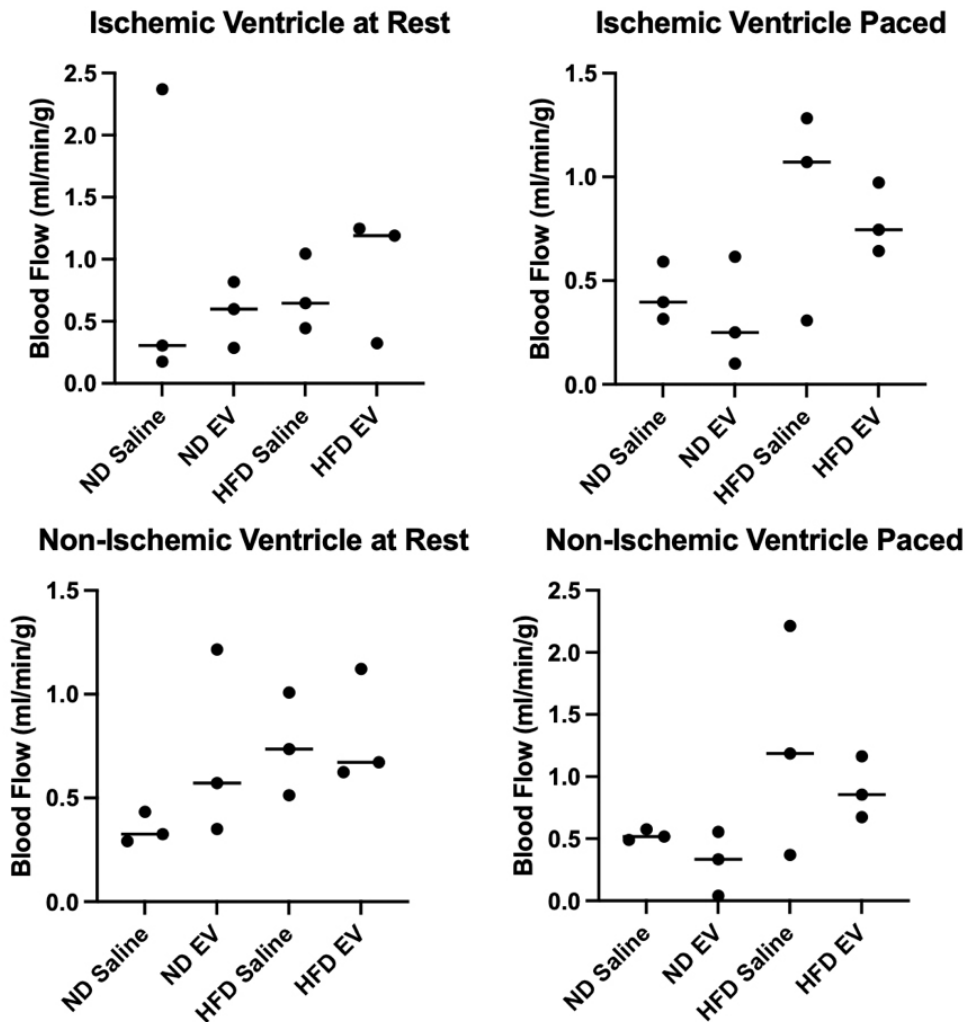 Ischemic Ventricle at Rest
Blood Flow (ml/min/g)
2.5
2.0
1.5
1.0
0.5
0.0
ND Saline
ND EV
HFD Saline
HFD EV
Ischemic Ventricle Paced
Blood Flow (ml/min/g)
1.5
1.0
0.5
0.0
ND Saline
ND EV
HFD Saline
HFD EV
Non-Ischemic Ventricle at Rest
Blood Flow (ml/min/g)
1.5
1.0
0.5
0.0
ND Saline
ND EV
HFD Saline
HFD EV
Non-Ischemic Ventricle Paced
Blood Flow (ml/min/g)
2.5
2.0
1.5
1.0
0.5
0.0
ND Saline
ND EV
HFD Saline
HFD EV